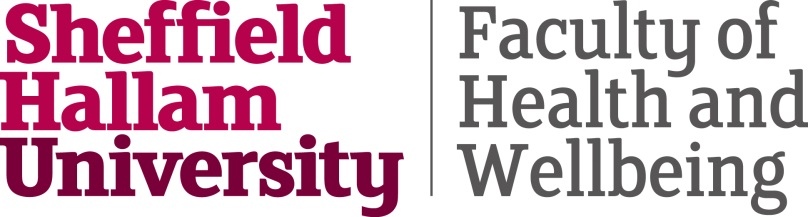 Sheffield
Hallam
University
Faculty of
Health and
Wellbeing